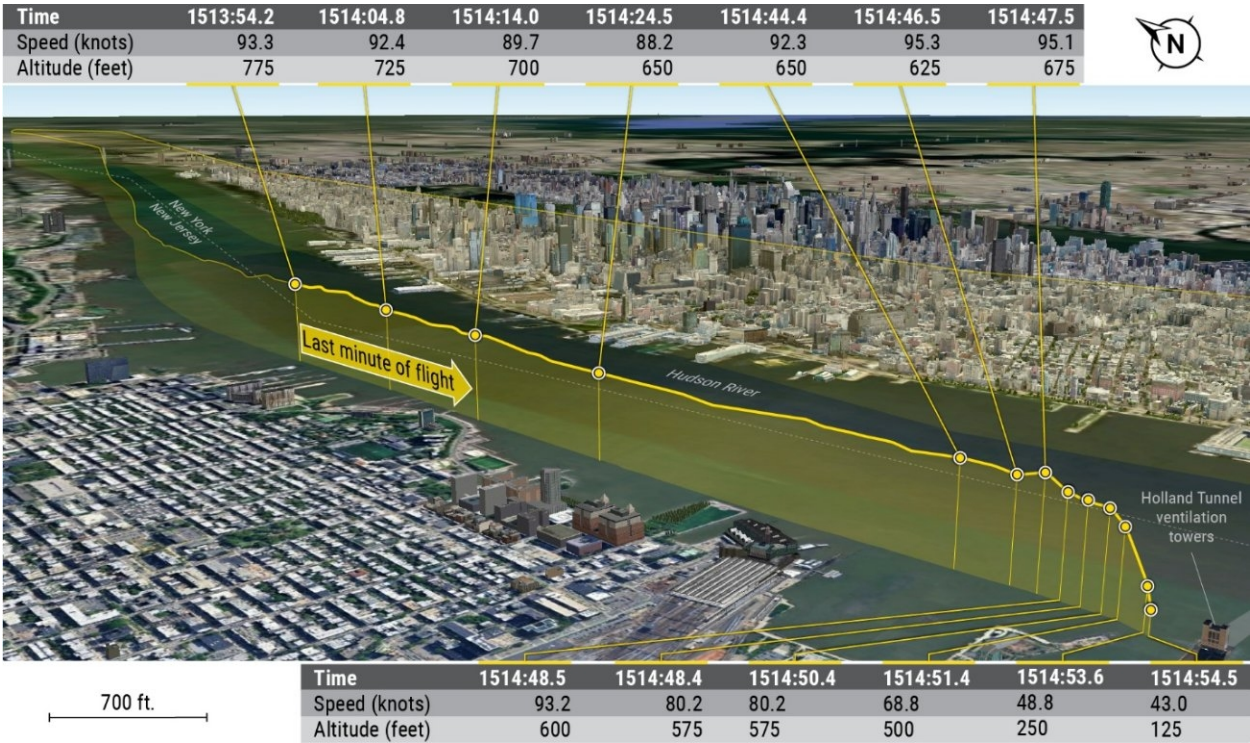 Time 1513:54.2 1514:04.8 1514:14.0 1514:24.5 1514:44.4 1514:46.5 1514:47.5
Speed (knots) 93.3 92.4 89.7 88.2 92.3 95.3 95.1
Altitude (feet) 775 725 700 650 650 625 675
N
New York
New Jersey
Last minute of flight
Hudson River
Holland Tunnel
ventilation
towers
700 ft.
Time 1514:48.5 1514:48.4 1514:50.4 1514:51.4 1514:53.6 1514:54.5
Speed (knots) 93.2 80.2 80.2 68.8 48.8 43.0
Altitude (feet) 600 575 575 500 250 125